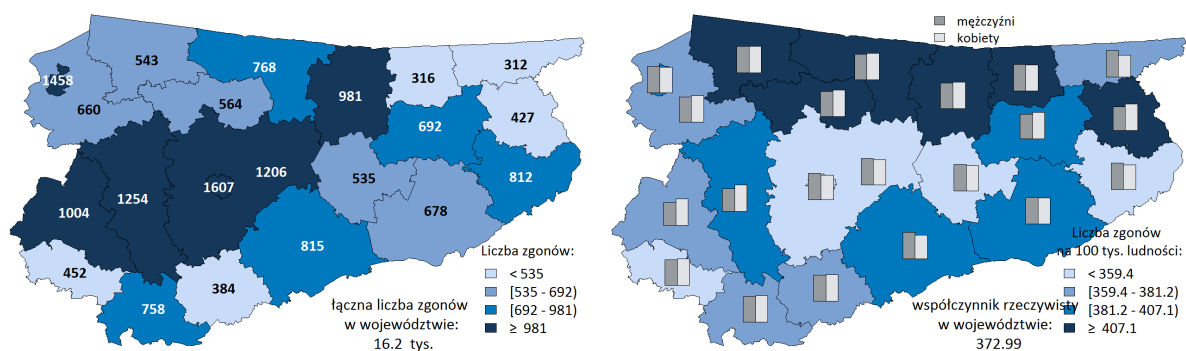 543
768
1458
660
564
981
316
312
692
427
1206
535
812
1607
1254
1004
678
815
452
384
758
Liczba zgonów:
< 535
[535 - 692)
[692 - 981)
≥ 981
łączna liczba zgonów
w województwie:
16.2 tys.
mężczyźni
kobiety
Liczba zgonów
na 100 tys. ludności:
< 359.4
[359.4 - 381.2)
[381.2 - 407.1)
≥ 407.1
współczynnik rzeczywisty
w województwie:
372.99